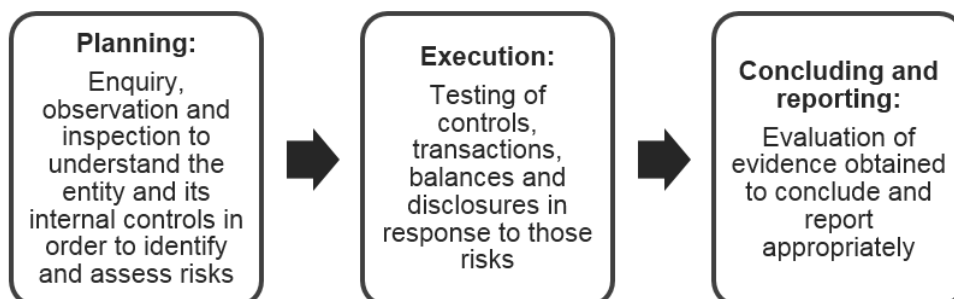 Planning:
Enquiry,
observation and
inspection to
understand the
entity and its
internal controls in
order to identify
and assess risks
Execution:
Testing of
controls,
transactions,
balances and
disclosures in
response to those
risks
Concluding and
reporting:
Evaluation of
evidence obtained
to conclude and
report
appropriately